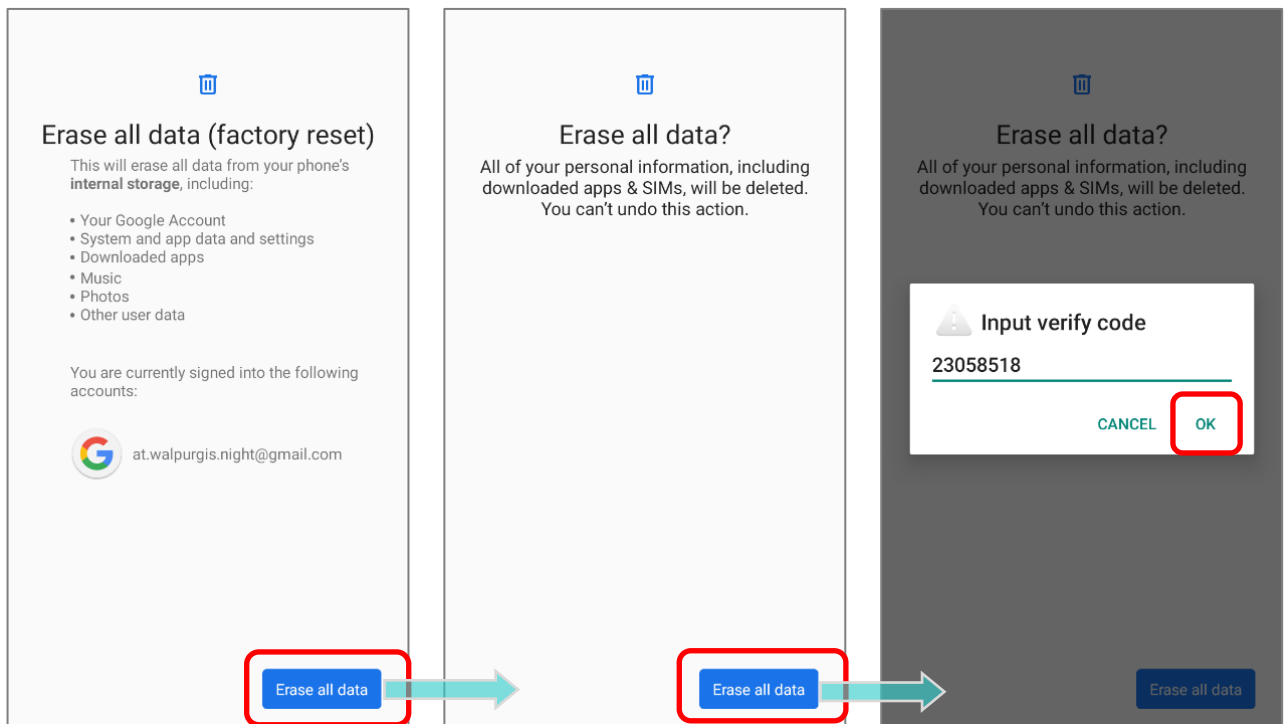 Erase all data (factory reset)
This will erase all data from your phone's
internal storage, including:
• Your Google Account
• System and app data and settings
• Downloaded apps
• Music
• Photos
• Other user data
You are currently signed into the following
accounts:
at.walpurgis.night@gmail.com
Erase all data
Erase all data?
All of your personal information, including
downloaded apps & SIMs, will be deleted.
You can't undo this action.
Erase all data
Erase all data?
All of your personal information, including
downloaded apps & SIMs, will be deleted.
You can't undo this action.
Input verify code
23058518
CANCEL OK
Erase all data